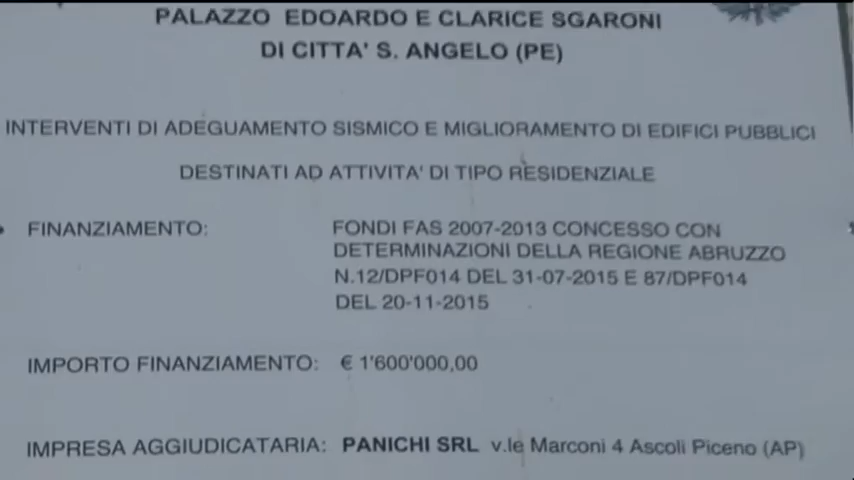 PALAZZO EDOARDO E CLARICE SGARONI
DI CITTA' S. ANGELO (PE)
INTERVENTI DI ADEGUAMENTO SISMICO E MIGLIORAMENTO DI EDIFICI PUBBLICI
DESTINATI AD ATTIVITA' DI TIPO RESIDENZIALE
FINANZIAMENTO: FONDI FAS 2007-2013 CONCESSO CON
DETERMINAZIONI DELLA REGIONE ABRUZZO
N.12/DPF014 DEL 31-07-2015 E 87/DPF014
DEL 20-11-2015
IMPORTO FINANZIAMENTO: € 1'600'000,00
IMPRESA AGGIUDICATARIA: PANICHI SRL v.le Marconi 4 Ascoli Piceno (AP)